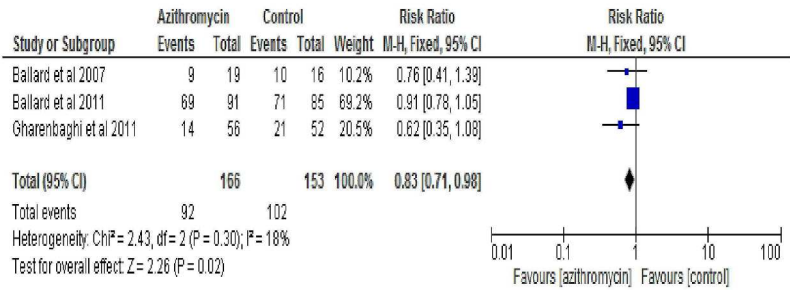 Azithromycin Control Risk Ratio Risk Ratio
Study or Subgroup Events Total Events Total Weight M-H, Fixed, 95% CI M-H, Fixed, 95% CI
Ballard et al 2007 9 19 10 16 10.2% 0.76 [0.41, 1.39]
Ballard et al 2011 69 91 71 85 69.2% 0.91 [0.78, 1.05]
Gharenbaghi et al 2011 14 56 21 52 20.5% 0.62 [0.35, 1.08]
Total (95% CI) 166 153 100.0% 0.83 [0.71, 0.98]
Total events 92 102
Heterogeneity: Chi² = 2.43, df = 2 (P = 0.30); I² = 18%
Test for overall effect: Z = 2.26 (P = 0.02)
0.01 0.1 1 10 100
Favours [azithromycin] Favours [control]